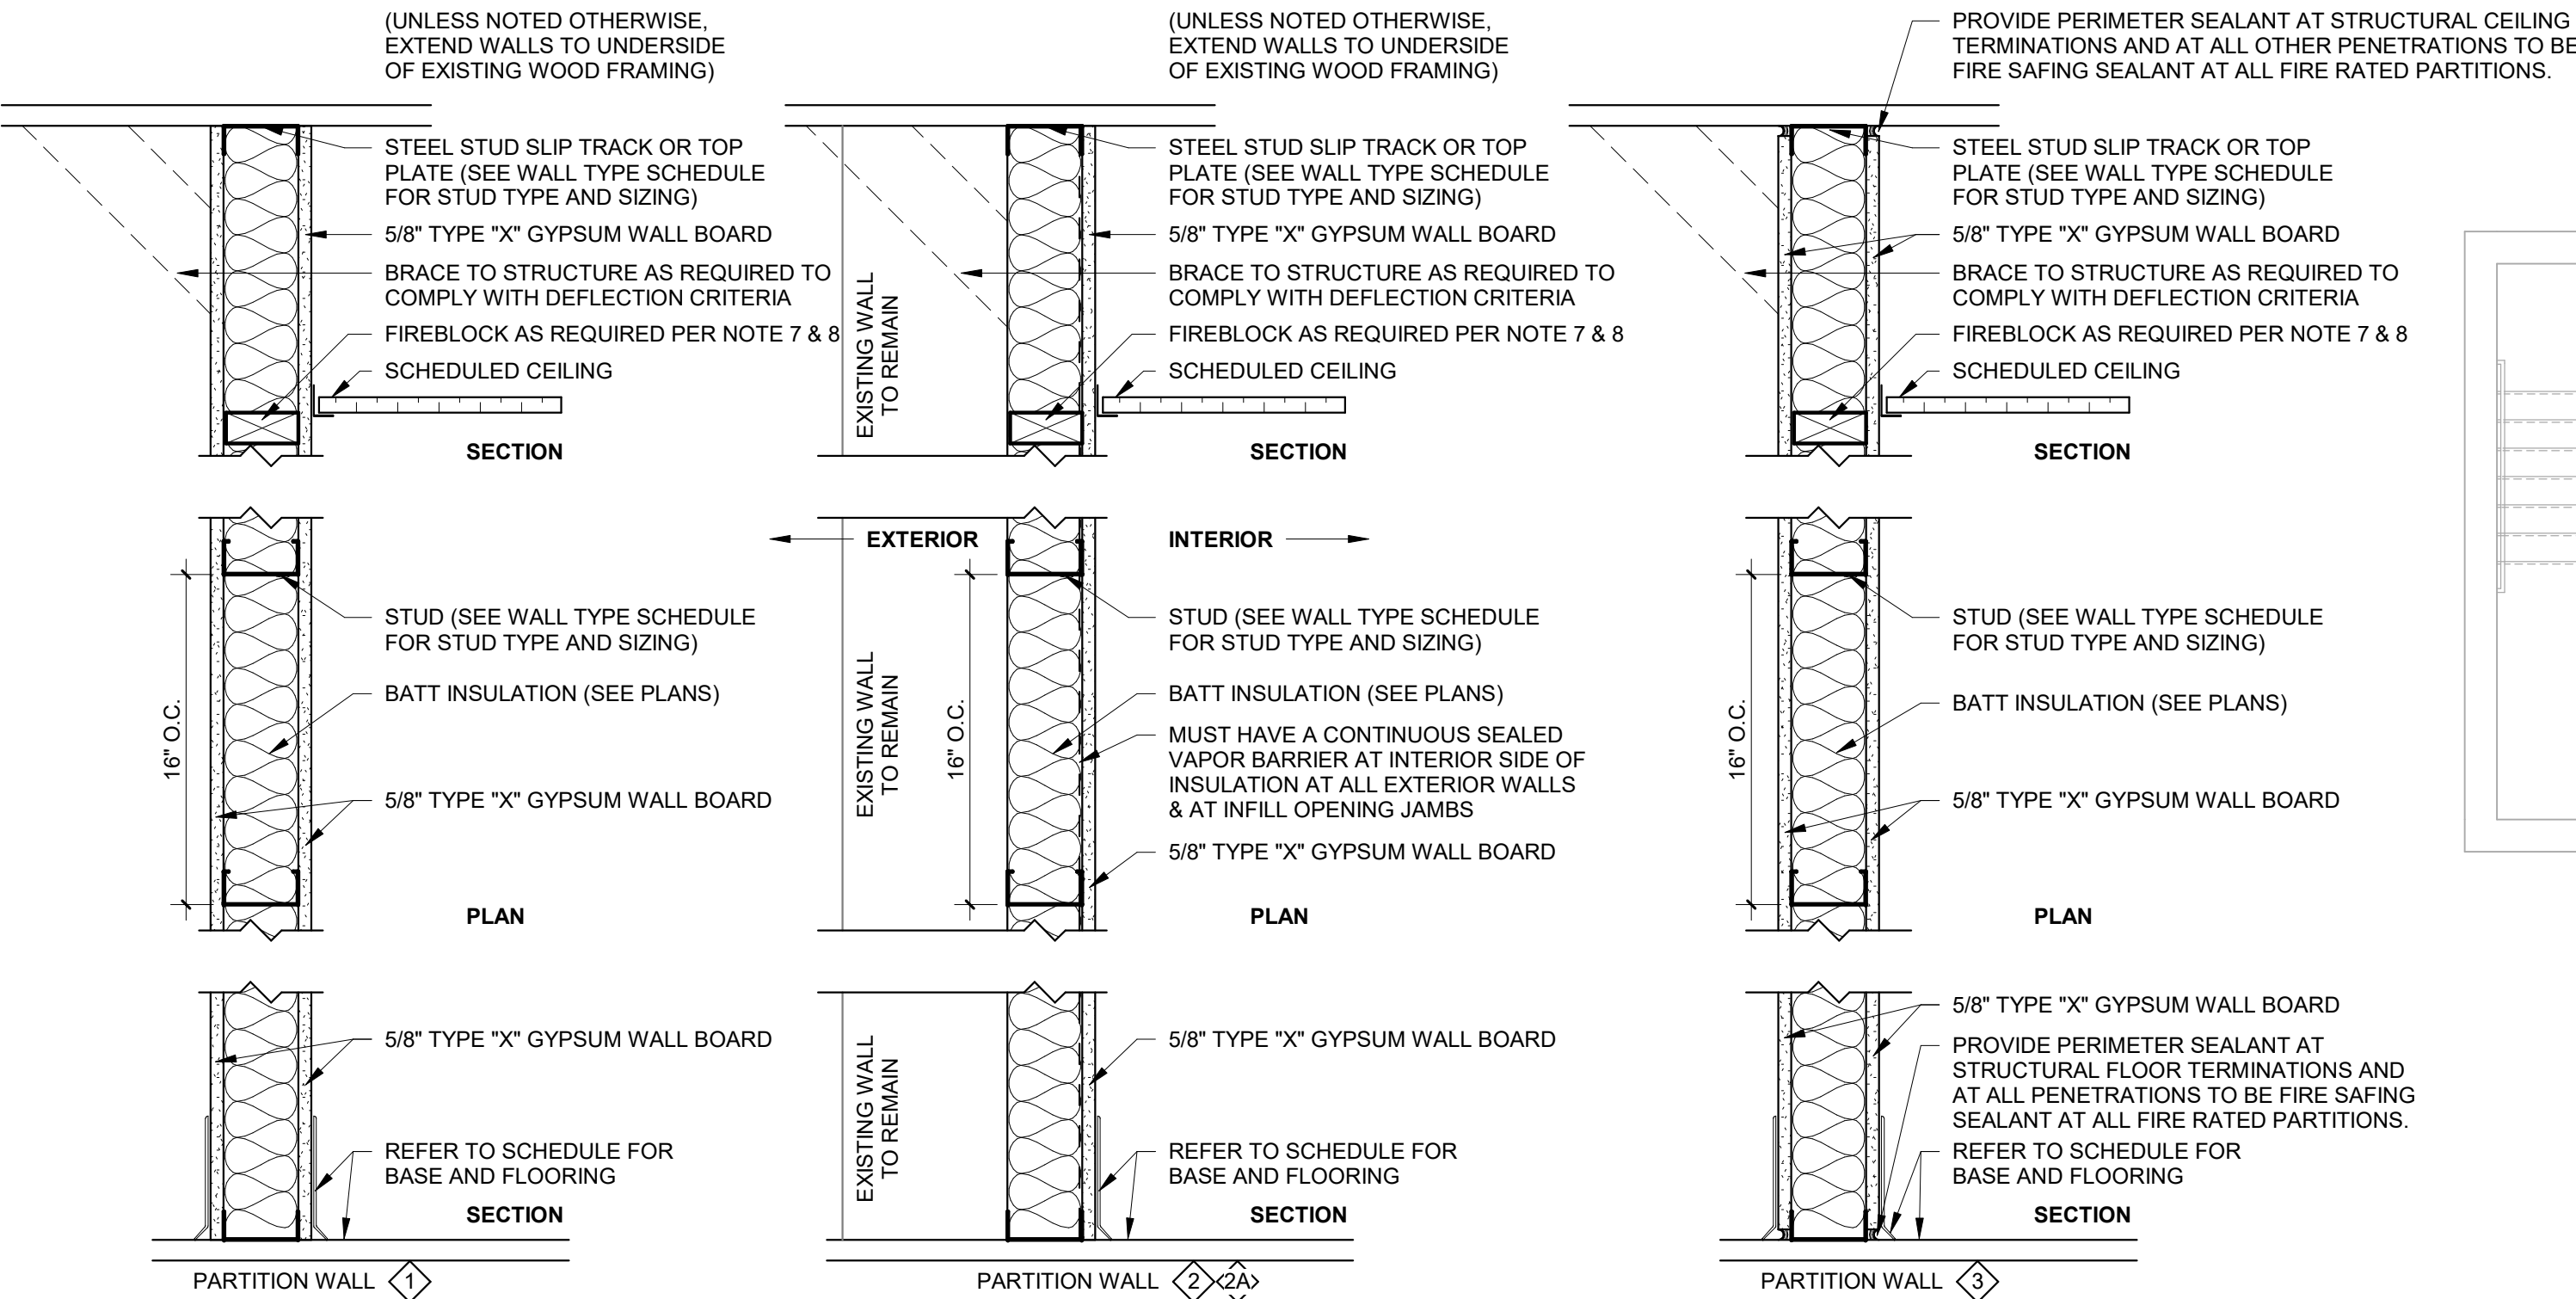 (UNLESS NOTED OTHERWISE,
EXTEND WALLS TO UNDERSIDE
OF EXISTING WOOD FRAMING)
STEEL STUD SLIP TRACK OR TOP
PLATE (SEE WALL TYPE SCHEDULE
FOR STUD TYPE AND SIZING)
5/8" TYPE "X" GYPSUM WALL BOARD
BRACE TO STRUCTURE AS REQUIRED TO
COMPLY WITH DEFLECTION CRITERIA
FIREBLOCK AS REQUIRED PER NOTE 7 & 8
SCHEDULED CEILING
SECTION
16" O.C.
STUD (SEE WALL TYPE SCHEDULE
FOR STUD TYPE AND SIZING)
BATT INSULATION (SEE PLANS)
5/8" TYPE "X" GYPSUM WALL BOARD
PLAN
5/8" TYPE "X" GYPSUM WALL BOARD
REFER TO SCHEDULE FOR
BASE AND FLOORING
SECTION
PARTITION WALL 1
(UNLESS NOTED OTHERWISE,
EXTEND WALLS TO UNDERSIDE
OF EXISTING WOOD FRAMING)
STEEL STUD SLIP TRACK OR TOP
PLATE (SEE WALL TYPE SCHEDULE
FOR STUD TYPE AND SIZING)
5/8" TYPE "X" GYPSUM WALL BOARD
BRACE TO STRUCTURE AS REQUIRED TO
COMPLY WITH DEFLECTION CRITERIA
EXISTING WALL
TO REMAIN
FIREBLOCK AS REQUIRED PER NOTE 7 & 8
SCHEDULED CEILING
SECTION
EXTERIOR
INTERIOR
STUD (SEE WALL TYPE SCHEDULE
FOR STUD TYPE AND SIZING)
EXISTING WALL
TO REMAIN
16" O.C.
BATT INSULATION (SEE PLANS)
MUST HAVE A CONTINUOUS SEALED
VAPOR BARRIER AT INTERIOR SIDE OF
INSULATION AT ALL EXTERIOR WALLS
& AT INFILL OPENING JAMBS
5/8" TYPE "X" GYPSUM WALL BOARD
PLAN
5/8" TYPE "X" GYPSUM WALL BOARD
EXISTING WALL
TO REMAIN
REFER TO SCHEDULE FOR
BASE AND FLOORING
SECTION
PARTITION WALL 2 2A
PROVIDE PERIMETER SEALANT AT STRUCTURAL CEILING
TERMINATIONS AND AT ALL OTHER PENETRATIONS TO BE
FIRE SAFING SEALANT AT ALL FIRE RATED PARTITIONS.
STEEL STUD SLIP TRACK OR TOP
PLATE (SEE WALL TYPE SCHEDULE
FOR STUD TYPE AND SIZING)
5/8" TYPE "X" GYPSUM WALL BOARD
BRACE TO STRUCTURE AS REQUIRED TO
COMPLY WITH DEFLECTION CRITERIA
FIREBLOCK AS REQUIRED PER NOTE 7 & 8
SCHEDULED CEILING
SECTION
STUD (SEE WALL TYPE SCHEDULE
FOR STUD TYPE AND SIZING)
16" O.C.
BATT INSULATION (SEE PLANS)
5/8" TYPE "X" GYPSUM WALL BOARD
PLAN
5/8" TYPE "X" GYPSUM WALL BOARD
PROVIDE PERIMETER SEALANT AT
STRUCTURAL FLOOR TERMINATIONS AND
AT ALL PENETRATIONS TO BE FIRE SAFING
SEALANT AT ALL FIRE RATED PARTITIONS.
REFER TO SCHEDULE FOR
BASE AND FLOORING
SECTION
PARTITION WALL 3